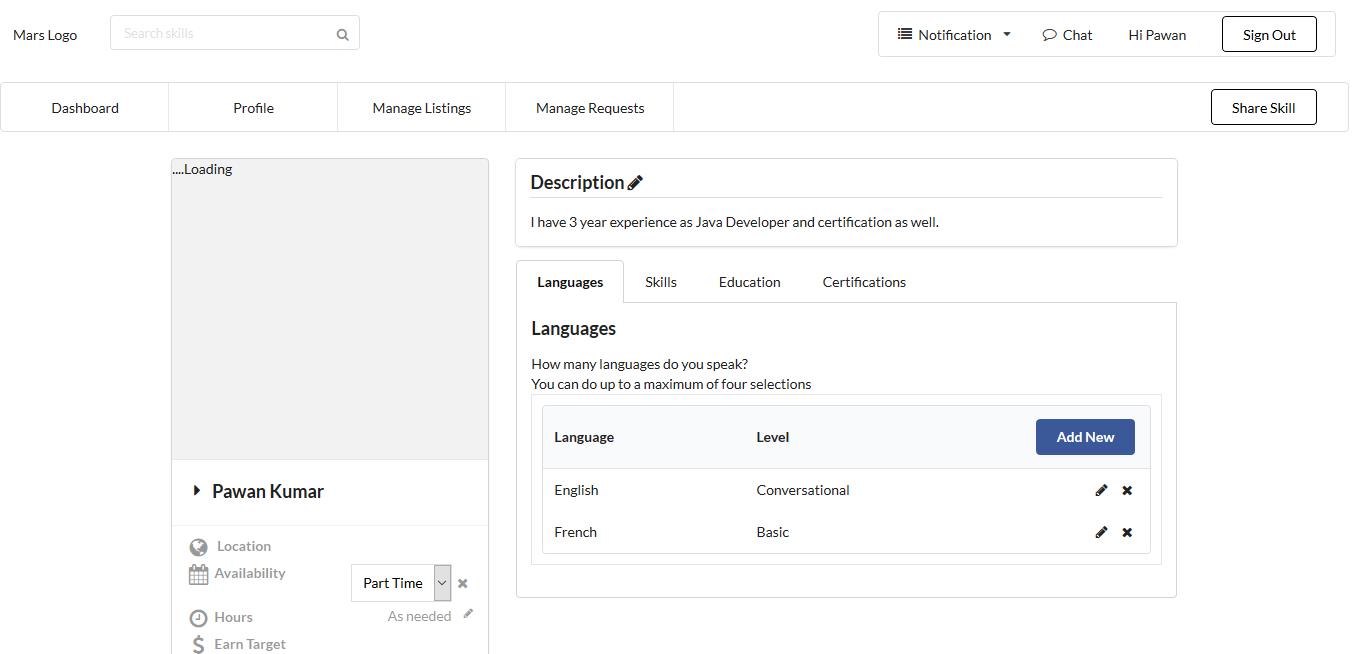 Mars Logo
Search skills
Notification
Chat
Hi Pawan
Sign Out
Dashboard
Profile
Manage Listings
Manage Requests
Share Skill
....Loading
Pawan Kumar
Location
Availability
Part Time
Hours
As needed
Earn Target
Description
I have 3 year experience as Java Developer and certification as well.
Languages
Skills
Education
Certifications
Languages
How many languages do you speak?
You can do up to a maximum of four selections
Language
Level
Add New
English
Conversational
French
Basic